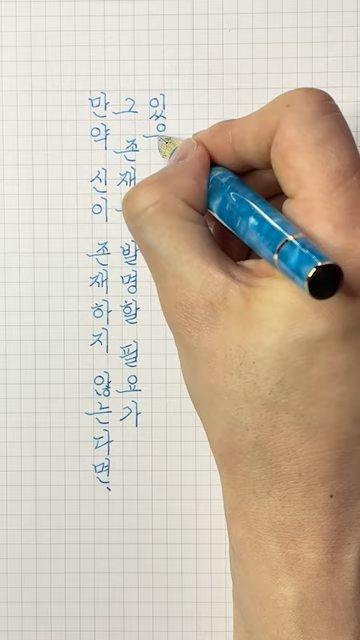 만약 신이 존재하지 않는다면,
그 존재 발명할 필요가
있으